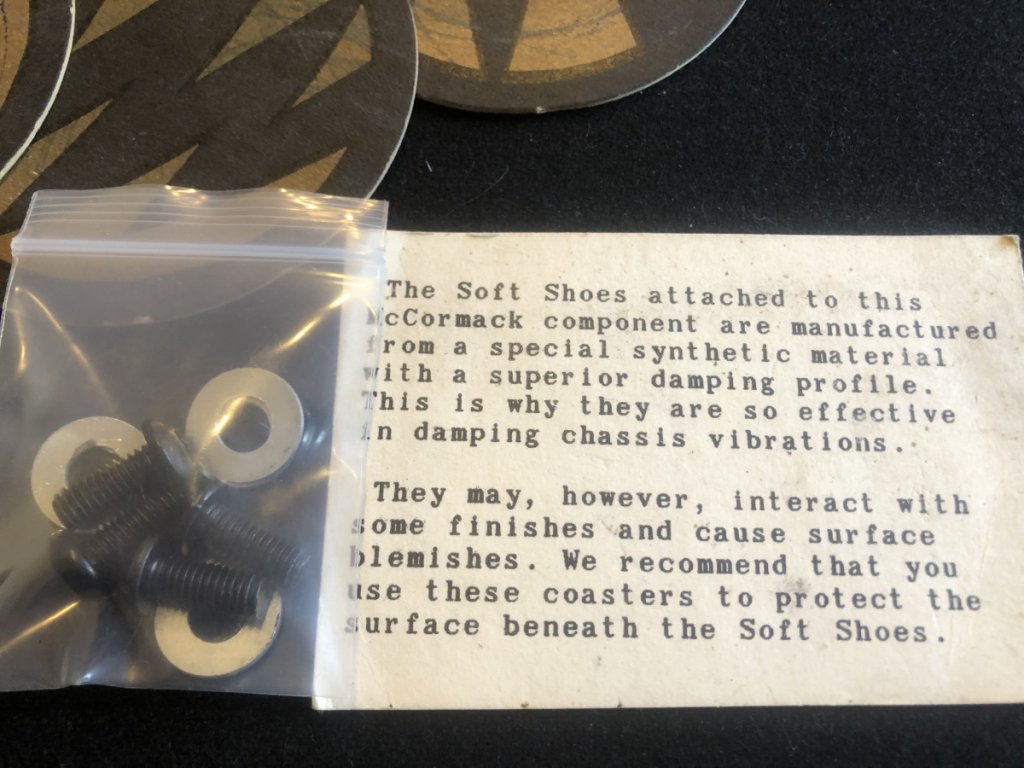 The Soft Shoes attached to this
McCormack component are manufactured
from a special synthetic material
with a superior damping profile.
This is why they are so effective
in damping chassis vibrations.
They may, however, interact with
some finishes and cause surface
blemishes. We recommend that you
use these coasters to protect the
surface beneath the Soft Shoes.